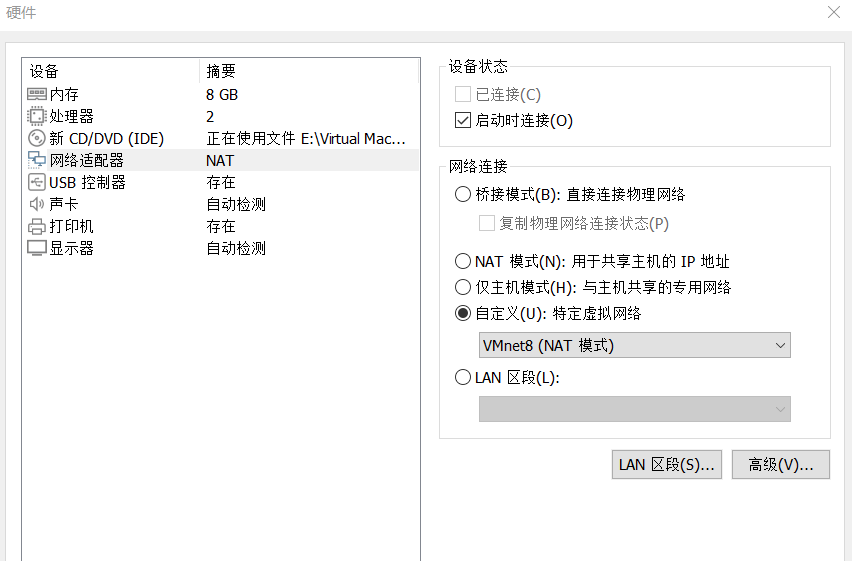 硬件
设备 摘要
内存 8 GB
处理器 2
新 CD/DVD (IDE) 正在使用文件 E:\Virtual Mac...
网络适配器 NAT
USB 控制器 存在
声卡 自动检测
打印机 存在
显示器 自动检测
设备状态
已连接(C)
启动时连接(O)
网络连接
桥接模式(B): 直接连接物理网络
复制物理网络连接状态(P)
NAT 模式(N): 用于共享主机的 IP 地址
仅主机模式(H): 与主机共享的专用网络
自定义(U): 特定虚拟网络
VMnet8 (NAT 模式)
LAN 区段(L):
LAN 区段(S)... 高级(V)...